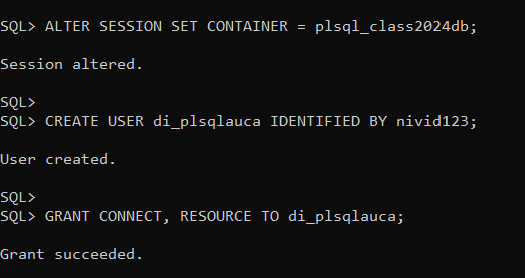 SQL> ALTER SESSION SET CONTAINER = plsql_class2024db;
Session altered.
SQL>
SQL> CREATE USER di_plsqlauca IDENTIFIED BY nivid123;
User created.
SQL>
SQL> GRANT CONNECT, RESOURCE TO di_plsqlauca;
Grant succeeded.